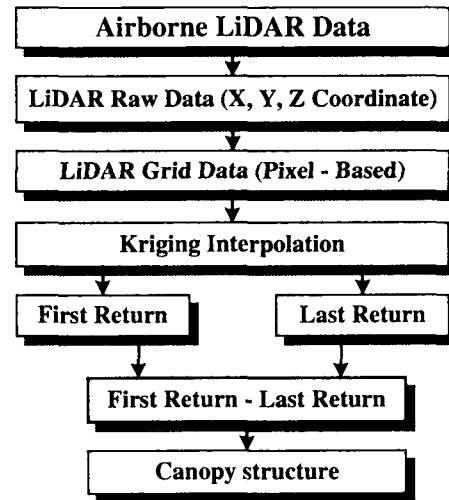 Airborne LiDAR Data
LiDAR Raw Data (X, Y, Z Coordinate)
LiDAR Grid Data (Pixel - Based)
Kriging Interpolation
First Return
Last Return
First Return - Last Return
Canopy structure